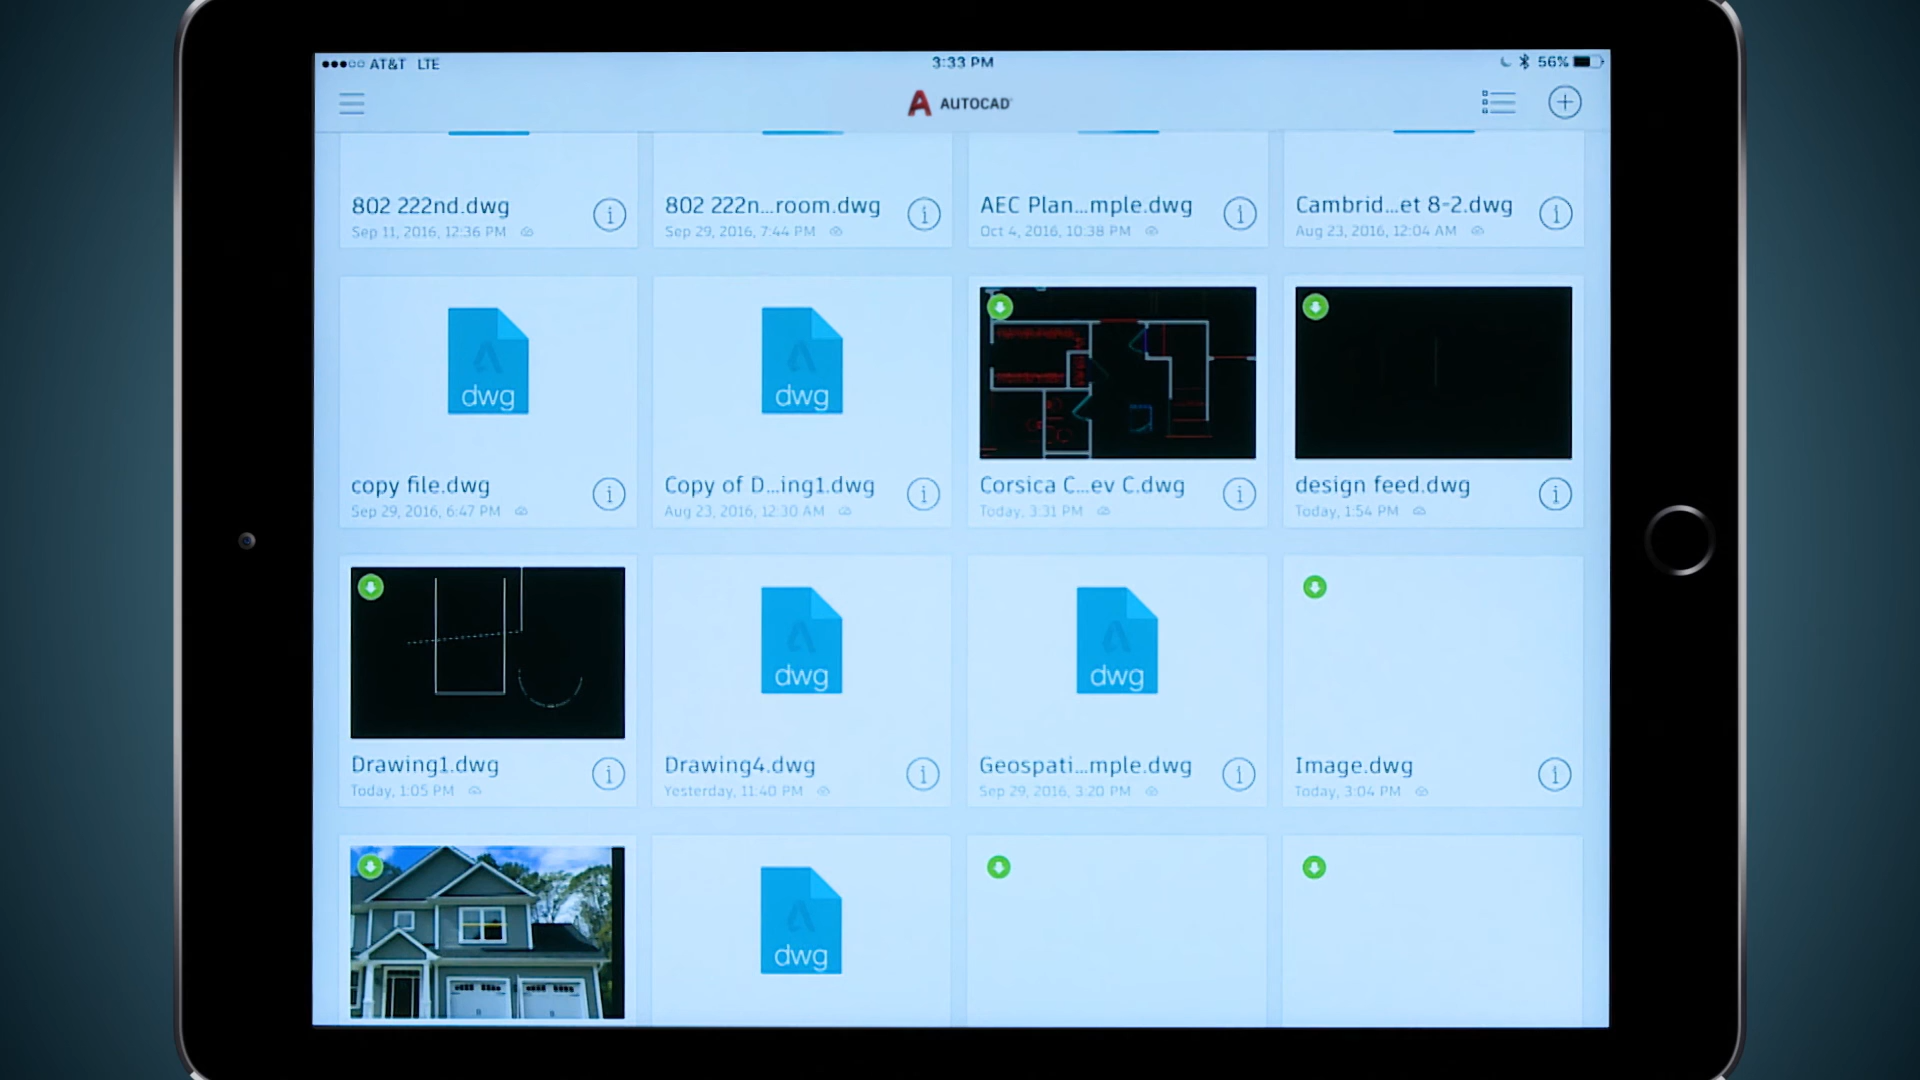 AT&T LTE
3:33 PM
56%
AUTOCAD
802 222nd.dwg
Sep 11, 2016, 12:36 PM
802 222n...room.dwg
Sep 29, 2016, 7:44 PM
AEC Plan...mple.dwg
Oct 4, 2016, 10:38 PM
Cambrid...et 8-2.dwg
Aug 23, 2016, 12:04 AM
dwg
copy file.dwg
Sep 29, 2016, 6:47 PM
dwg
Copy of D...ing1.dwg
Aug 23, 2016, 12:30 AM
Corsica C...ev C.dwg
Today, 3:31 PM
design feed.dwg
Today, 1:54 PM
Drawing1.dwg
Today, 1:05 PM
dwg
Drawing4.dwg
Yesterday, 11:40 PM
dwg
Geospati...mple.dwg
Sep 29, 2016, 3:20 PM
Image.dwg
Today, 3:04 PM
dwg